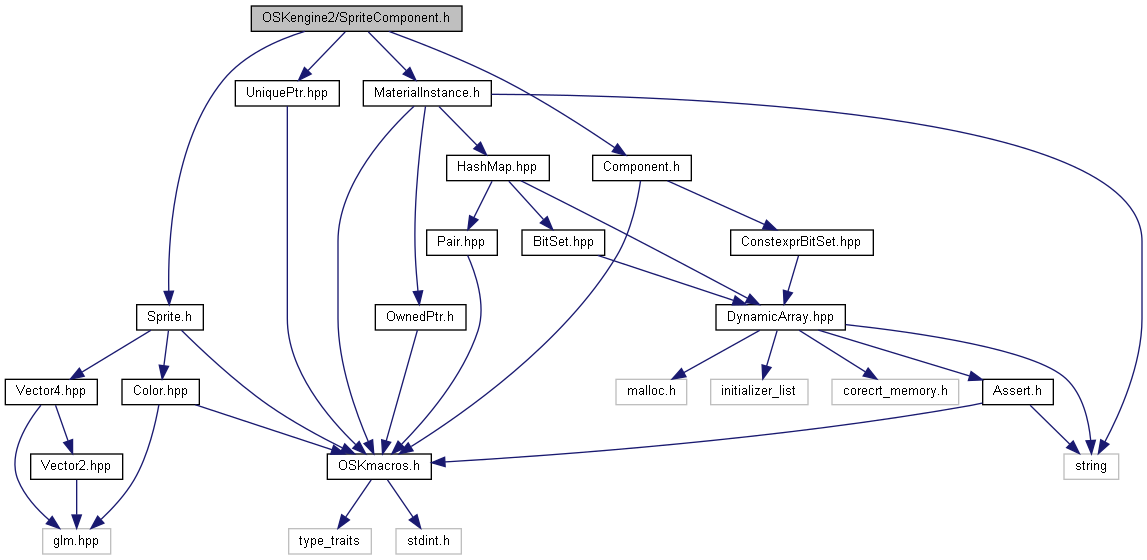 OSKengine2/SpriteComponent.h
UniquePtr.hpp
MaterialInstance.h
HashMap.hpp
Component.h
Pair.hpp
BitSet.hpp
ConstexprBitSet.hpp
Sprite.h
OwnedPtr.h
DynamicArray.hpp
Vector4.hpp
Color.hpp
malloc.h
initializer_list
corecrt_memory.h
Assert.h
Vector2.hpp
OSKmacros.h
string
glm.hpp
type_traits
stdint.h